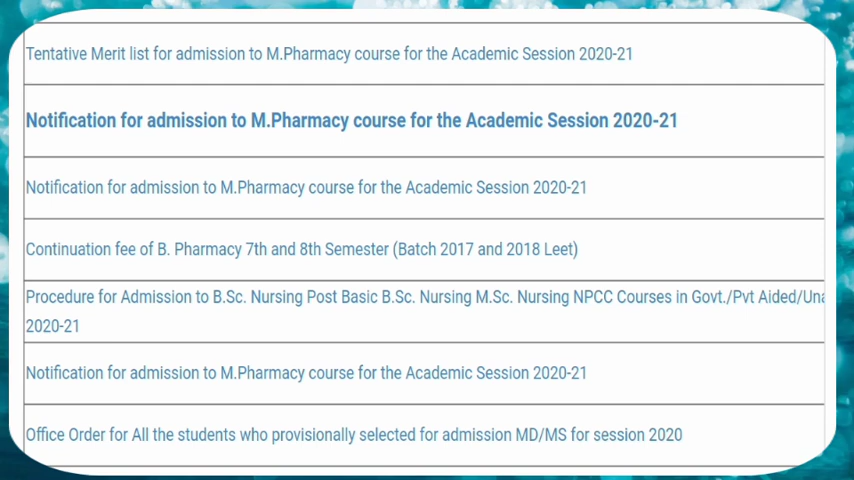 Tentative Merit list for admission to M.Pharmacy course for the Academic Session 2020-21
Notification for admission to M.Pharmacy course for the Academic Session 2020-21
Notification for admission to M.Pharmacy course for the Academic Session 2020-21
Continuation fee of B. Pharmacy 7th and 8th Semester (Batch 2017 and 2018 Leet)
Procedure for Admission to B.Sc. Nursing Post Basic B.Sc. Nursing M.Sc. Nursing NPCC Courses in Govt./Pvt Aided/
2020-21
Notification for admission to M.Pharmacy course for the Academic Session 2020-21
Office Order for All the students who provisionally selected for admission MD/MS for session 2020